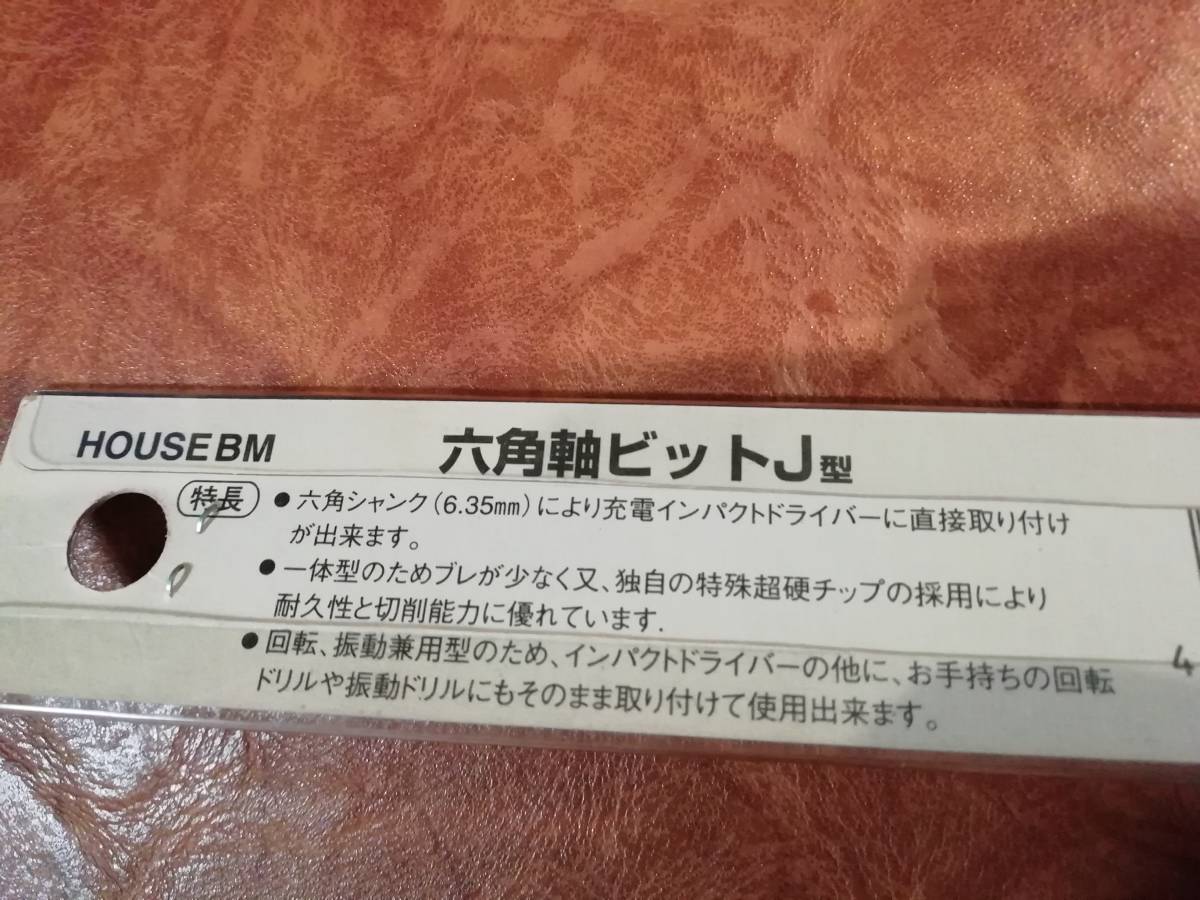 HOUSE BM 六角軸ビットJ型
特長
● 六角シャンク（6.35mm）により充電インパクトドライバーに直接取り付け
が出来ます。
● 一体型のためブレが少なく又、独自の特殊超硬チップの採用により
耐久性と切削能力に優れています.
● 回転、振動兼用型のため、インパクトドライバーの他に、お手持ちの回転
ドリルや振動ドリルにもそのまま取り付けて使用出来ます。
4